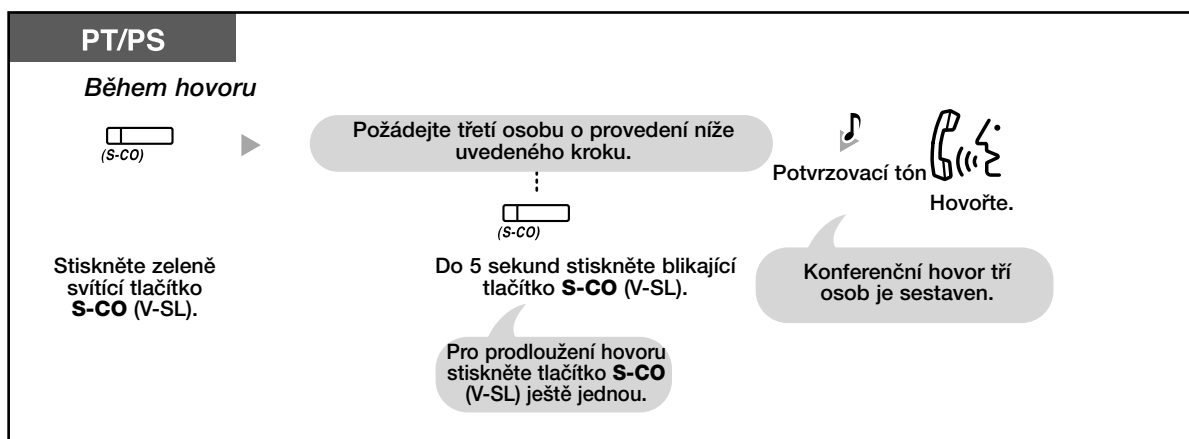 PT/PS
Během hovoru
(S-CO)
Stiskněte zeleně
svítící tlačítko
S-CO (V-SL).
Požádejte třetí osobu o provedení níže
uvedeného kroku.
(S-CO)
Do 5 sekund stiskněte blikající
tlačítko S-CO (V-SL).
Pro prodloužení hovoru
stiskněte tlačítko S-CO
(V-SL) ještě jednou.
Potvrzovací tón
Hovořte.
Konferenční hovor tří
osob je sestaven.